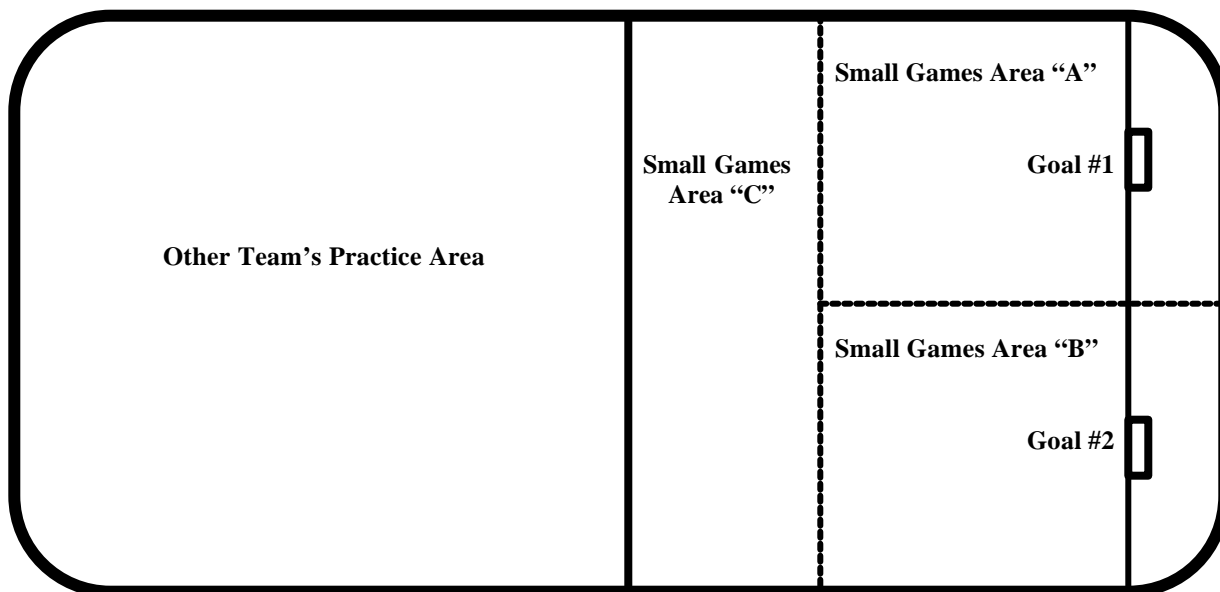 Small Games Area “A”
Small Games
Area “C”
Goal #1
Other Team’s Practice Area
Small Games Area “B”
Goal #2